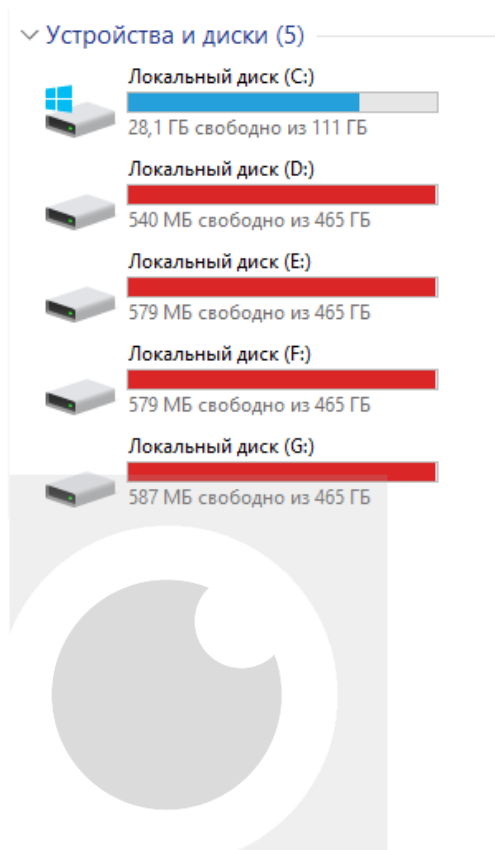 Устройства и диски (5)
Локальный диск (C:)
28,1 ГБ свободно из 111 ГБ
Локальный диск (D:)
540 МБ свободно из 465 ГБ
Локальный диск (E:)
579 МБ свободно из 465 ГБ
Локальный диск (F:)
579 МБ свободно из 465 ГБ
Локальный диск (G:)
587 МБ свободно из 465 ГБ